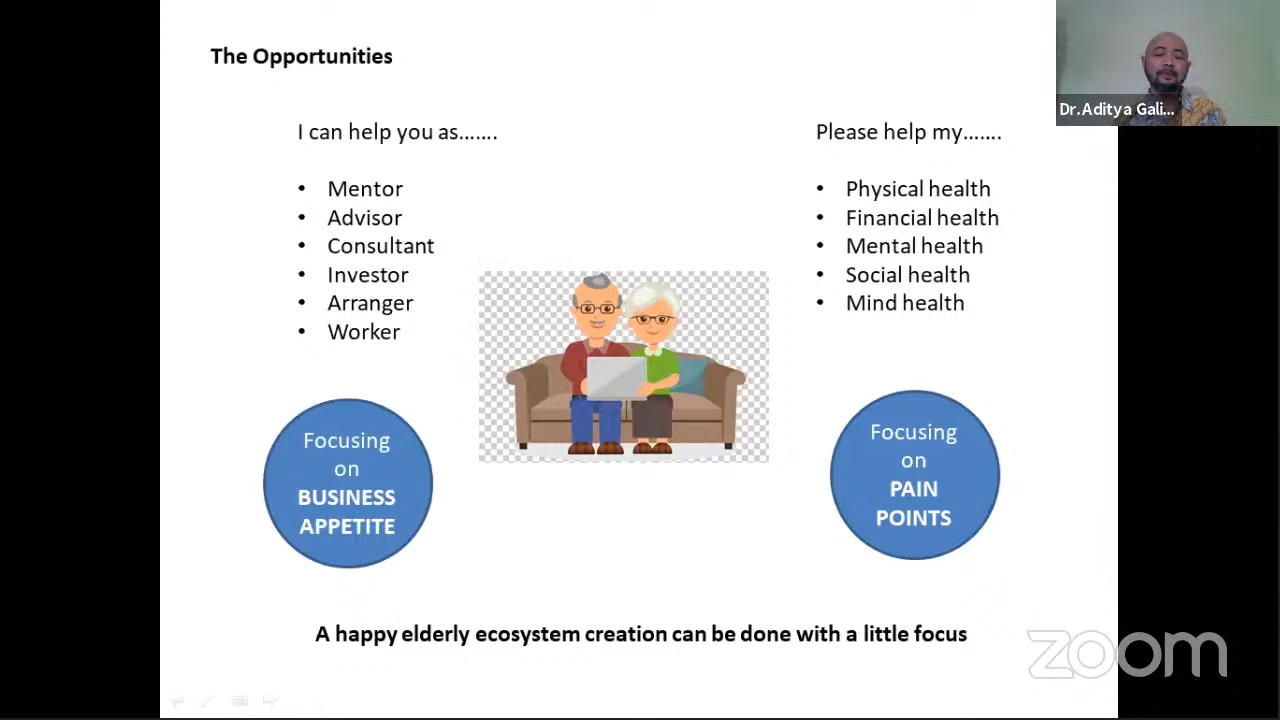 The Opportunities
Dr.Aditya Gali...
I can help you as…….
• Mentor
• Advisor
• Consultant
• Investor
• Arranger
• Worker
Please help my…….
• Physical health
• Financial health
• Mental health
• Social health
• Mind health
Focusing
on
BUSINESS
APPETITE
Focusing
on
PAIN
POINTS
A happy elderly ecosystem creation can be done with a little focus
zoom